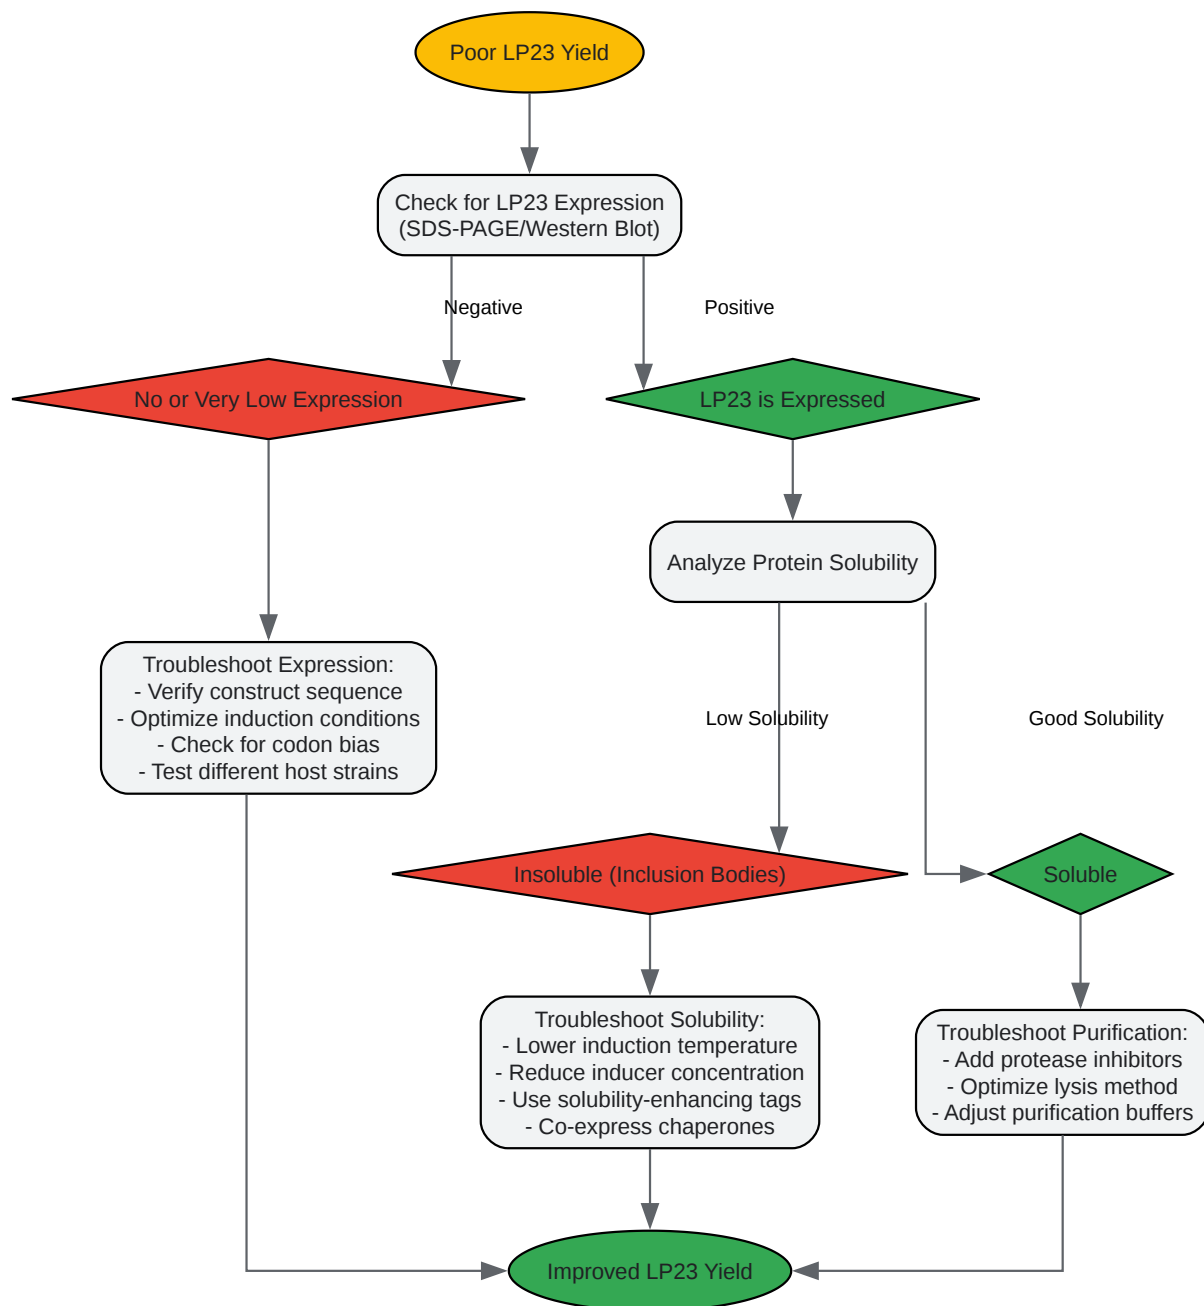 Poor LP23 Yield
Check for LP23 Expression
(SDS-PAGE/Western Blot)
Negative
Positive
No or Very Low Expression
LP23 is Expressed
Analyze Protein Solubility
Troubleshoot Expression:
- Verify construct sequence
- Optimize induction conditions
- Check for codon bias
- Test different host strains
Low Solubility
Good Solubility
Insoluble (Inclusion Bodies)
Soluble
Troubleshoot Solubility:
- Lower induction temperature
- Reduce inducer concentration
- Use solubility-enhancing tags
- Co-express chaperones
Troubleshoot Purification:
- Add protease inhibitors
- Optimize lysis method
- Adjust purification buffers
Improved LP23 Yield